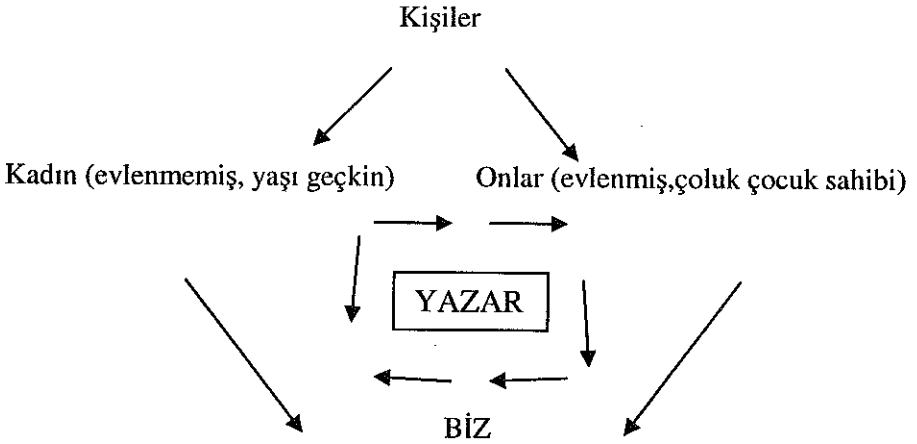 Kişiler
Kadın (evlenmemiş, yaşı geçkin) Onlar (evlenmiş,çoluk çocuk sahibi)
YAZAR
BİZ